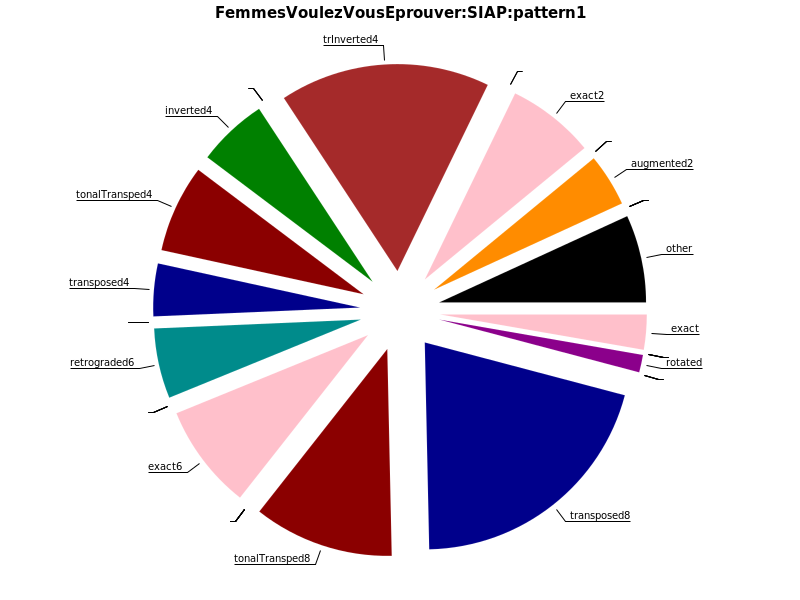 FemmesVoulezVousEprouver:SIAP:pattern1
trInverted4
exact2
inverted4
augmented2
tonalTransped4
other
transposed4
exact
retrograded6
rotated
exact6
transposed8
tonalTransped8